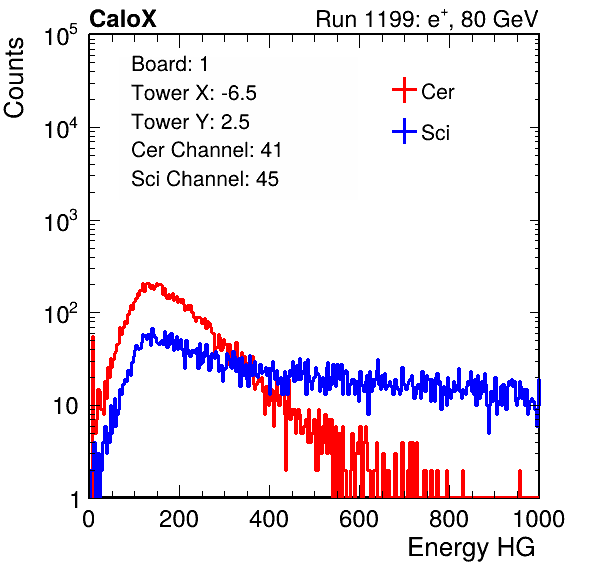 CaloX Run 1199: e⁺, 80 GeV
Counts
10⁵
10⁴
10³
10²
10
1
Board: 1
Tower X: -6.5
Tower Y: 2.5
Cer Channel: 41
Sci Channel: 45
Cer
Sci
0 200 400 600 800 1000
Energy HG